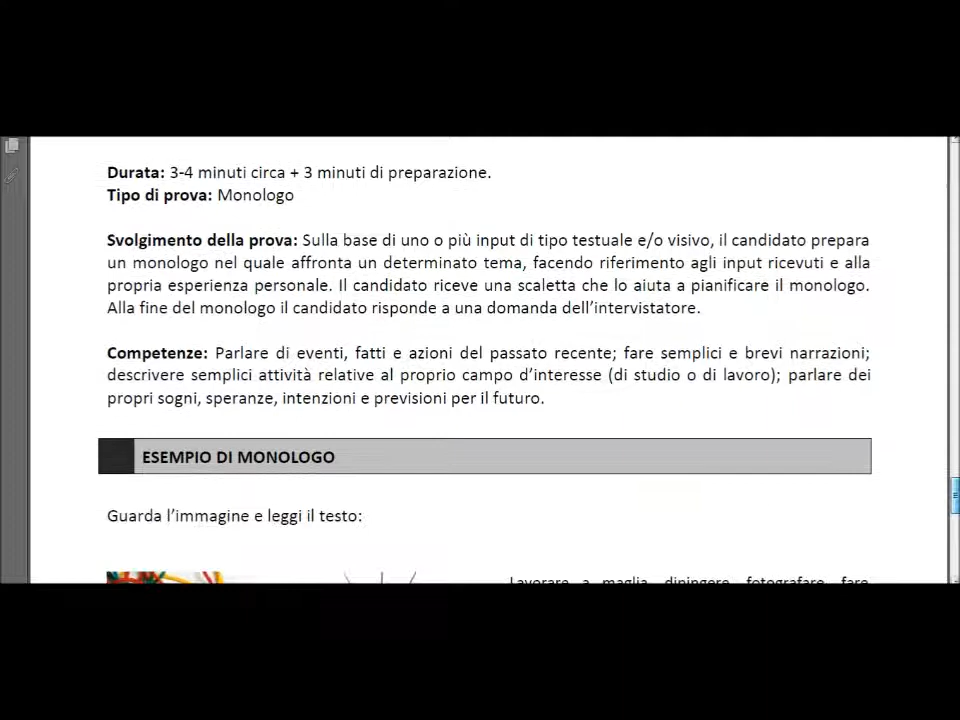 Durata: 3-4 minuti circa + 3 minuti di preparazione.
Tipo di prova: Monologo
Svolgimento della prova: Sulla base di uno o più input di tipo testuale e/o visivo, il candidato prepara
un monologo nel quale affronta un determinato tema, facendo riferimento agli input ricevuti e alla
propria esperienza personale. Il candidato riceve una scaletta che lo aiuta a pianificare il monologo.
Alla fine del monologo il candidato risponde a una domanda dell’intervistatore.
Competenze: Parlare di eventi, fatti e azioni del passato recente; fare semplici e brevi narrazioni;
descrivere semplici attività relative al proprio campo d’interesse (di studio o di lavoro); parlare dei
propri sogni, speranze, intenzioni e previsioni per il futuro.
ESEMPIO DI MONOLOGO
Guarda l’immagine e leggi il testo:
Lavorare a maglia, dipingere, fotografare, fare